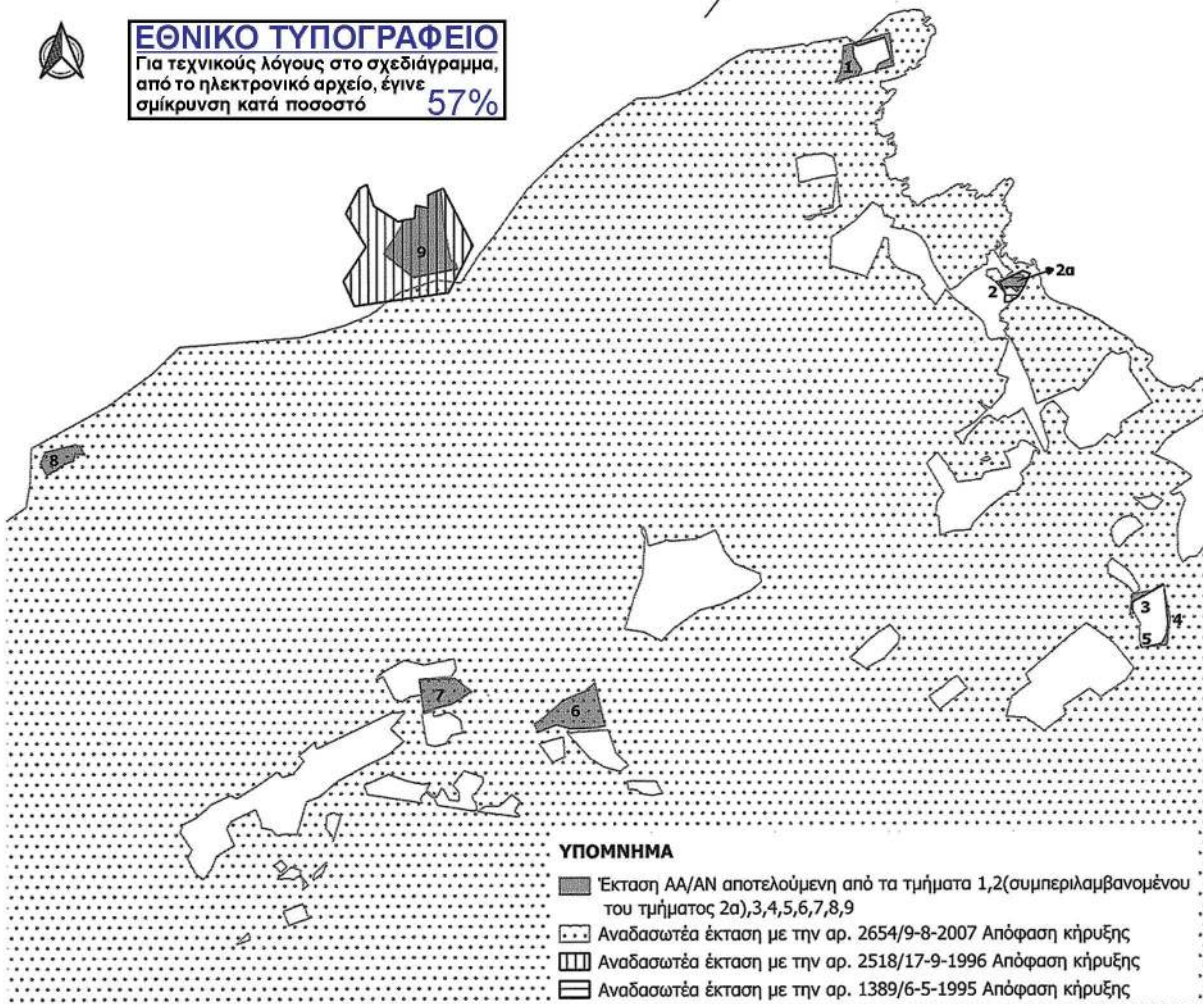 ΕΘΝΙΚΟ ΤΥΠΟΓΡΑΦΕΙΟ
Για τεχνικούς λόγους στο σχεδιάγραμμα,
από το ηλεκτρονικό αρχείο, έγινε
σμίκρυνση κατά ποσοστό 57%
1
9
2α
2
8
3
4
5
7
6
ΥΠΟΜΝΗΜΑ
Έκταση ΑΑ/ΑΝ αποτελούμενη από τα τμήματα 1,2(συμπεριλαμβανομένου
του τμήματος 2α),3,4,5,6,7,8,9
Αναδασωτέα έκταση με την αρ. 2654/9-8-2007 Απόφαση κήρυξης
Αναδασωτέα έκταση με την αρ. 2518/17-9-1996 Απόφαση κήρυξης
Αναδασωτέα έκταση με την αρ. 1389/6-5-1995 Απόφαση κήρυξης